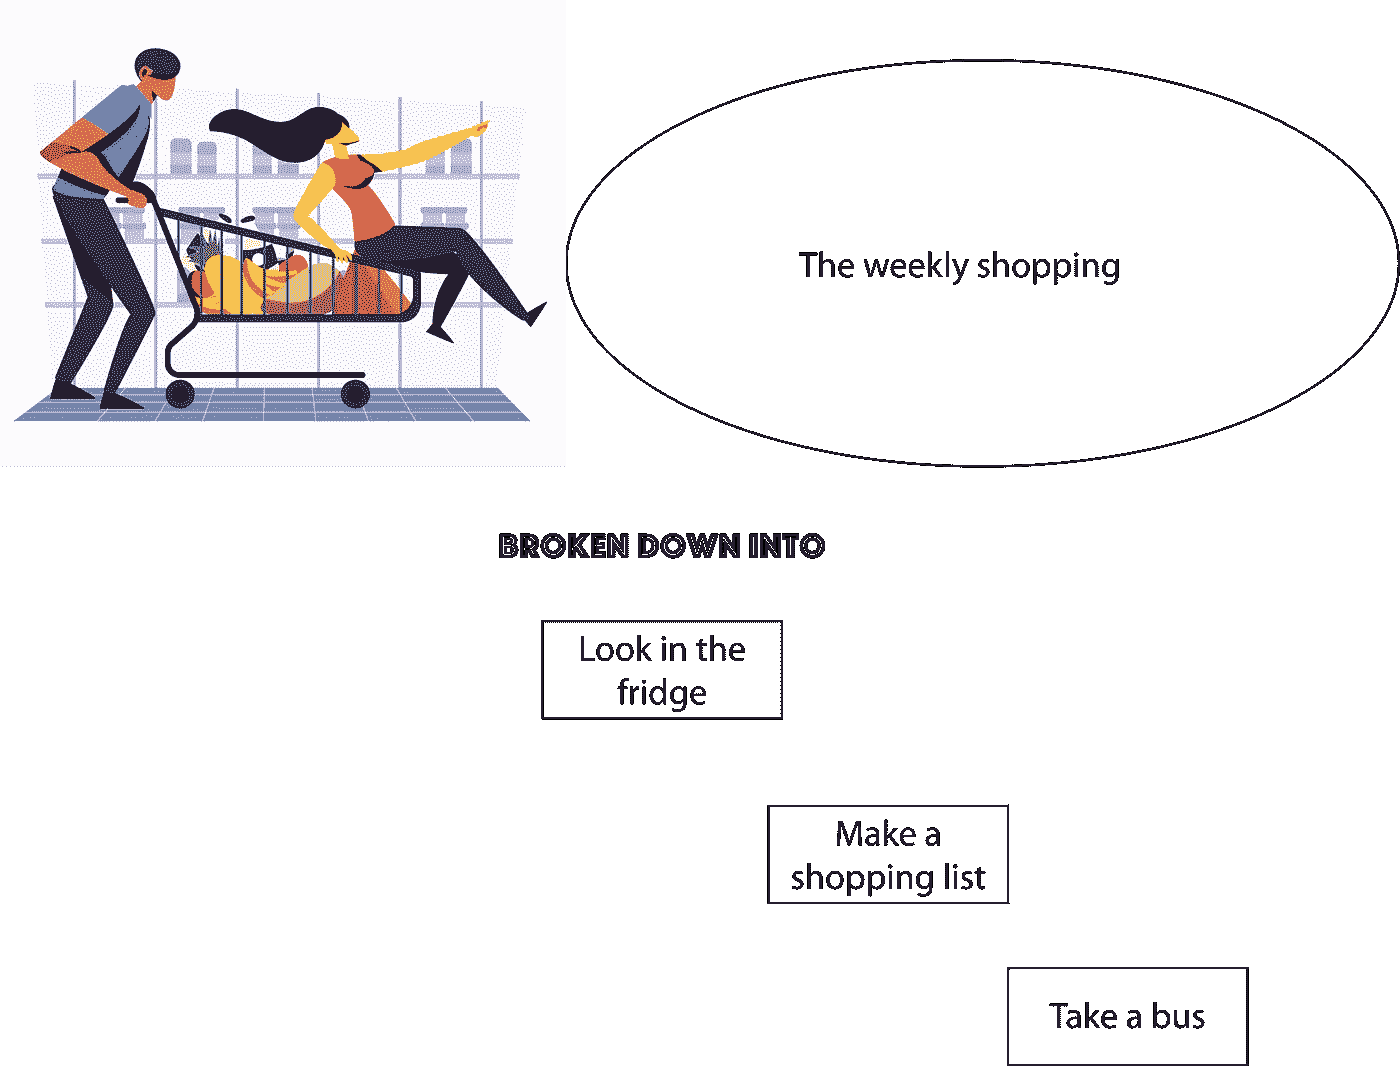 The weekly shopping
BROKEN DOWN INTO
Look in the
fridge
Make a
shopping list
Take a bus